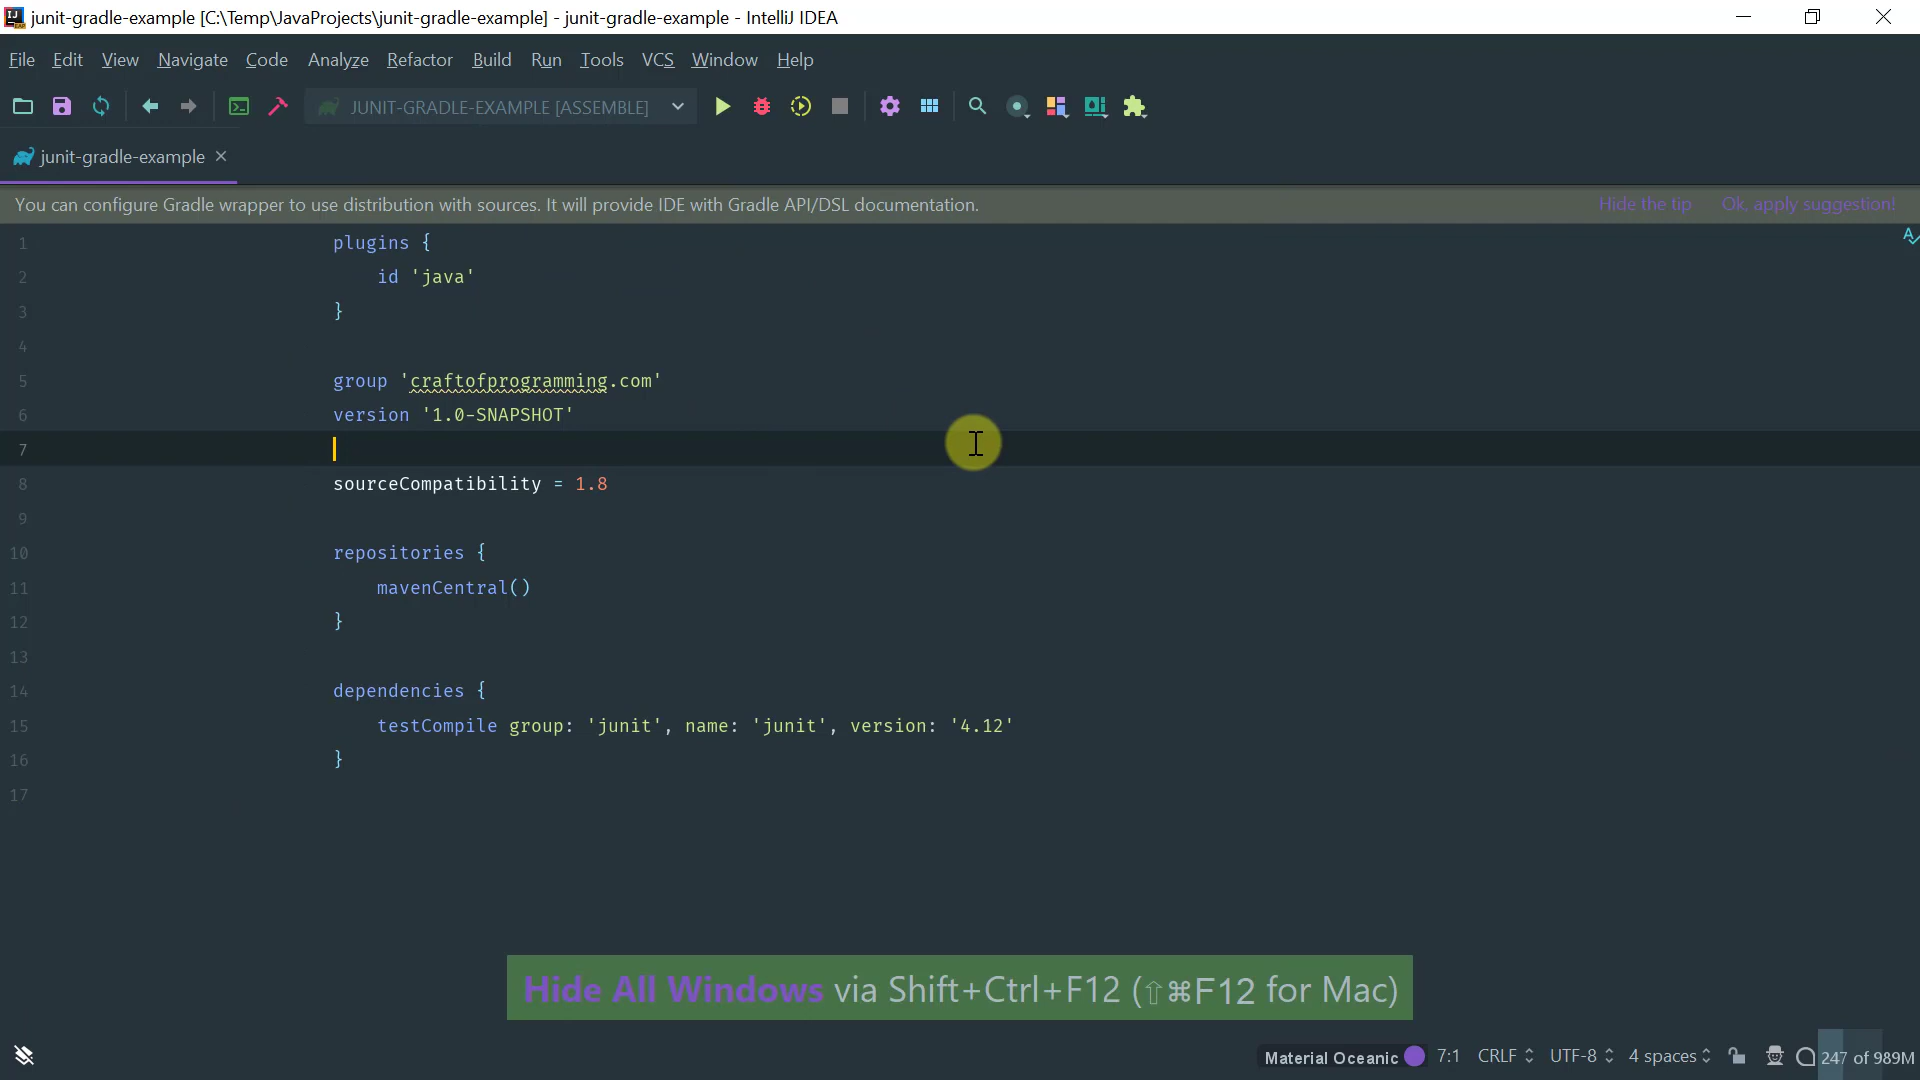 junit-gradle-example [C:\Temp\JavaProjects\junit-gradle-example] - junit-gradle-example - IntelliJ IDEA
File Edit View Navigate Code Analyze Refactor Build Run Tools VCS Window Help
JUNIT-GRADLE-EXAMPLE [ASSEMBLE]
junit-gradle-example
You can configure Gradle wrapper to use distribution with sources. It will provide IDE with Gradle API/DSL documentation. Hide the tip Ok, apply suggestion!
1 plugins {
2 id 'java'
3 }
4
5 group 'craftofprogramming.com'
6 version '1.0-SNAPSHOT'
7
8 sourceCompatibility = 1.8
9
10 repositories {
11 mavenCentral()
12 }
13
14 dependencies {
15 testCompile group: 'junit', name: 'junit', version: '4.12'
16 }
17
Hide All Windows via Shift+Ctrl+F12 (⇧⌘F12 for Mac)
Material Oceanic 7:1 CRLF UTF-8 4 spaces 247 of 989M